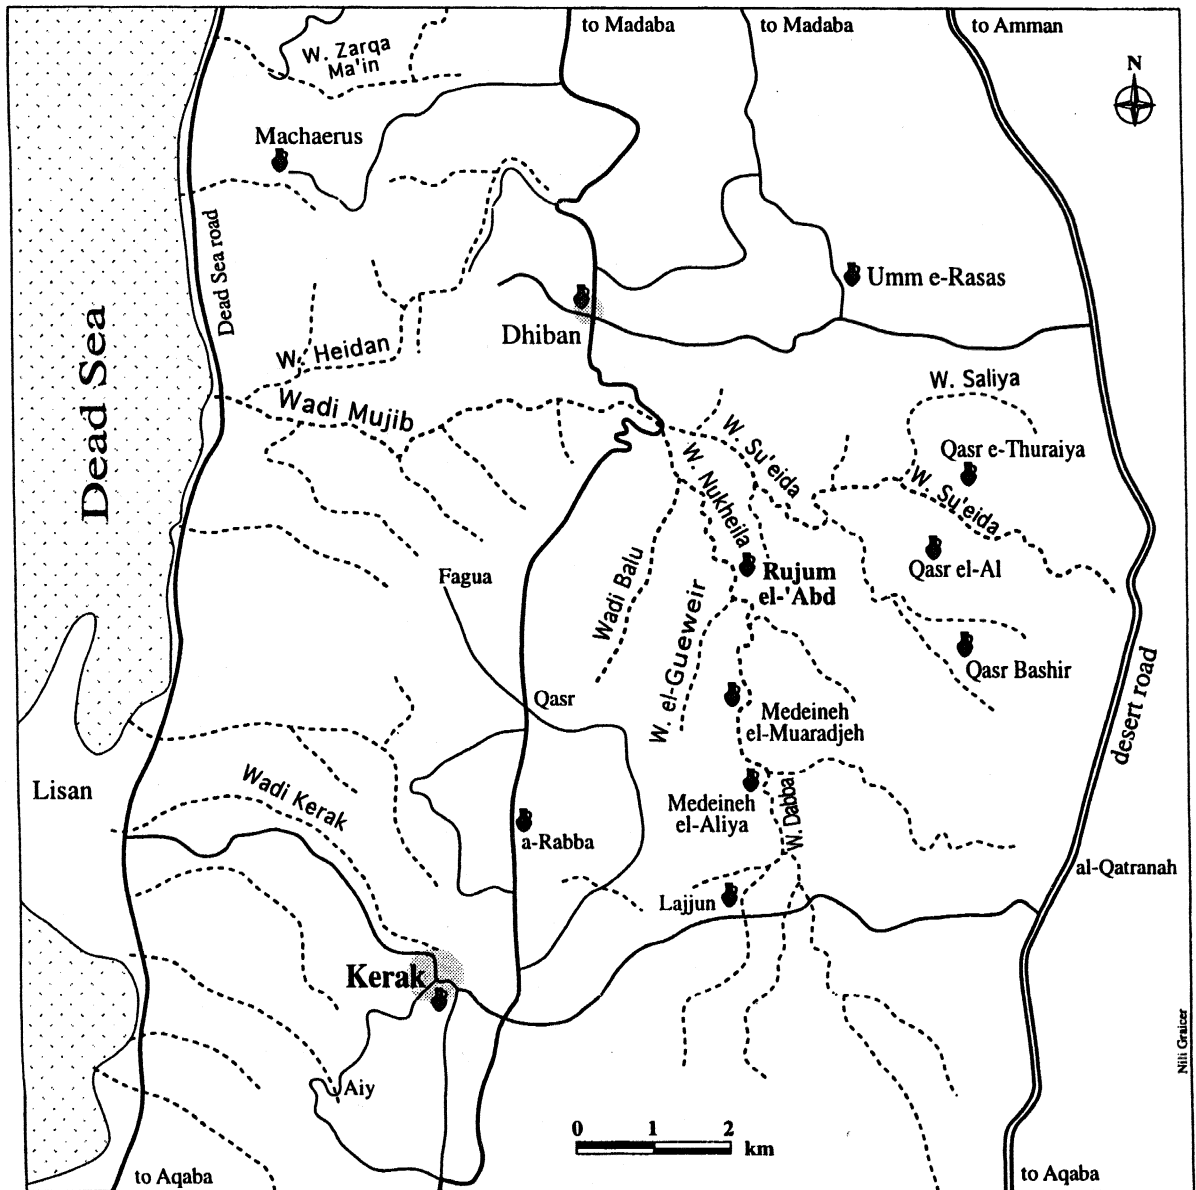 to Madaba
to Madaba
to Amman
W. Zarqa
Ma'in
N
Machaerus
Dead Sea road
Umm e-Rasas
Dhiban
Dead Sea
W. Heidan
W. Saliya
Wadi Mujib
W. Su'eida
Qasr e-Thuraiya
W. Nukheila
W. Su'eida
Fagua
Wadi Balu
Rujum
el-'Abd
Qasr el-Al
W. el-Gueweir
Qasr Bashir
desert road
Qasr
Medeineh
el-Muaradjeh
Lisan
Wadi Kerak
Medeineh
el-Aliya
W. Dabba
a-Rabba
al-Qatranah
Lajjun
Kerak
Nili Graicer
Aiy
0 1 2
km
to Aqaba
to Aqaba